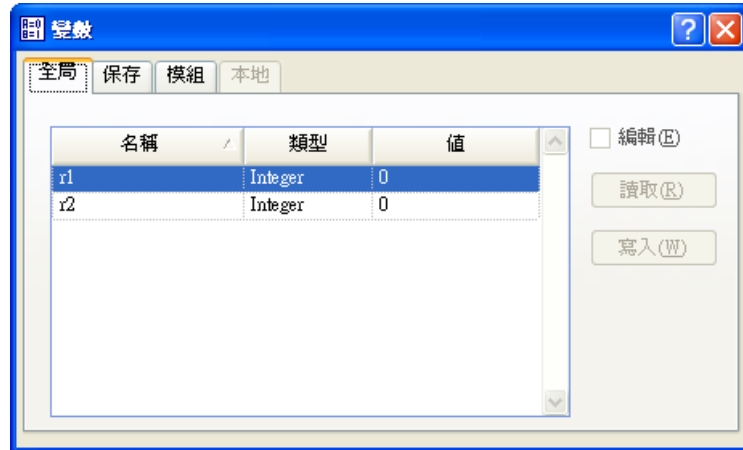 變數
全局 保存 模組 本地
名稱 類型 值
r1 Integer 0
r2 Integer 0
編輯(E)
讀取(R)
寫入(W)